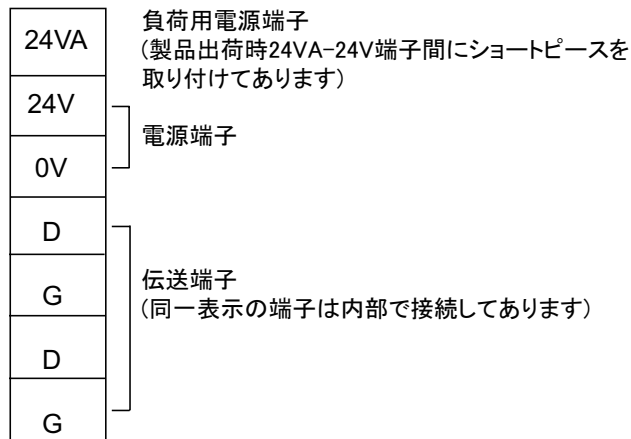 24VA
負荷用電源端子
(製品出荷時24VA-24V端子間にショートピースを
取り付けてあります)
24V
電源端子
0V
D
G
伝送端子
(同一表示の端子は内部で接続してあります)
D
G